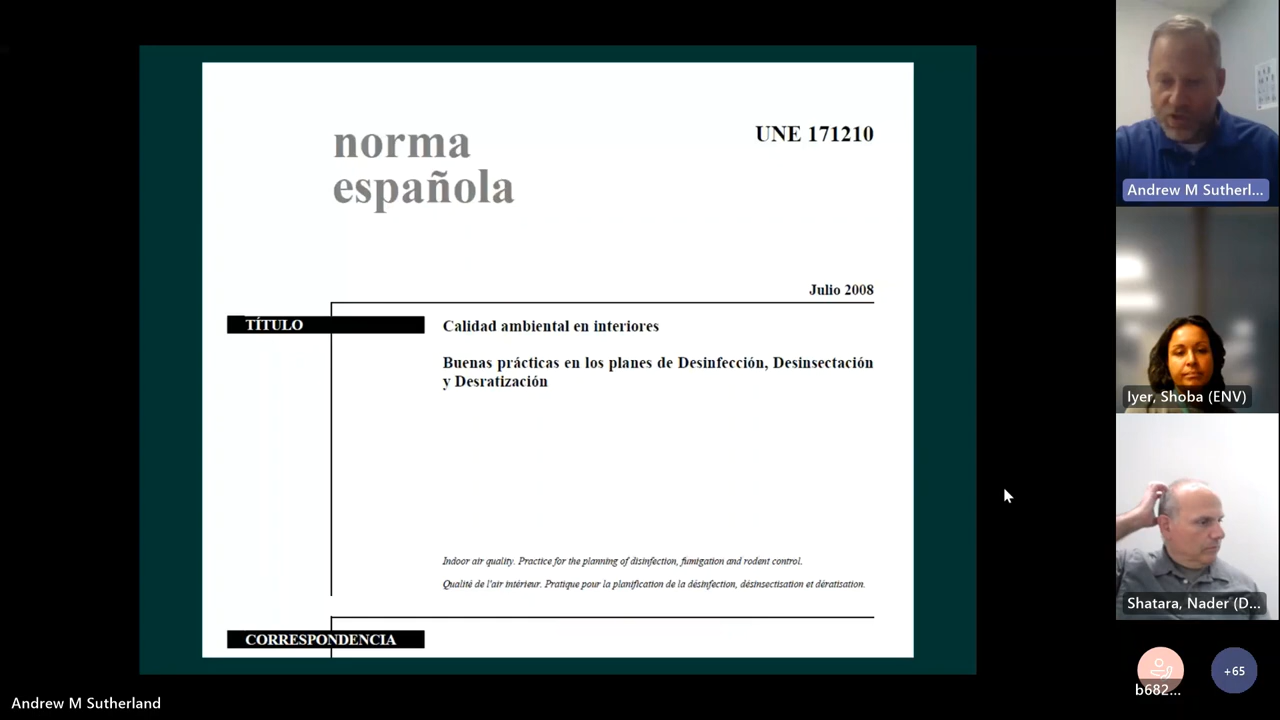 norma
española
UNE 171210
Julio 2008
TÍTULO
Calidad ambiental en interiores
Buenas prácticas en los planes de Desinfección, Desinsectación
y Desratización
Indoor air quality. Practice for the planning of disinfection, fumigation and rodent control.
Qualité de l'air intérieur. Pratique pour la planification de la désinfection, désinsectisation et dératisation.
CORRESPONDENCIA
Andrew M Sutherl...
Iyer, Shoba (ENV)
Shatara, Nader (D...
b682...
+65
Andrew M Sutherland